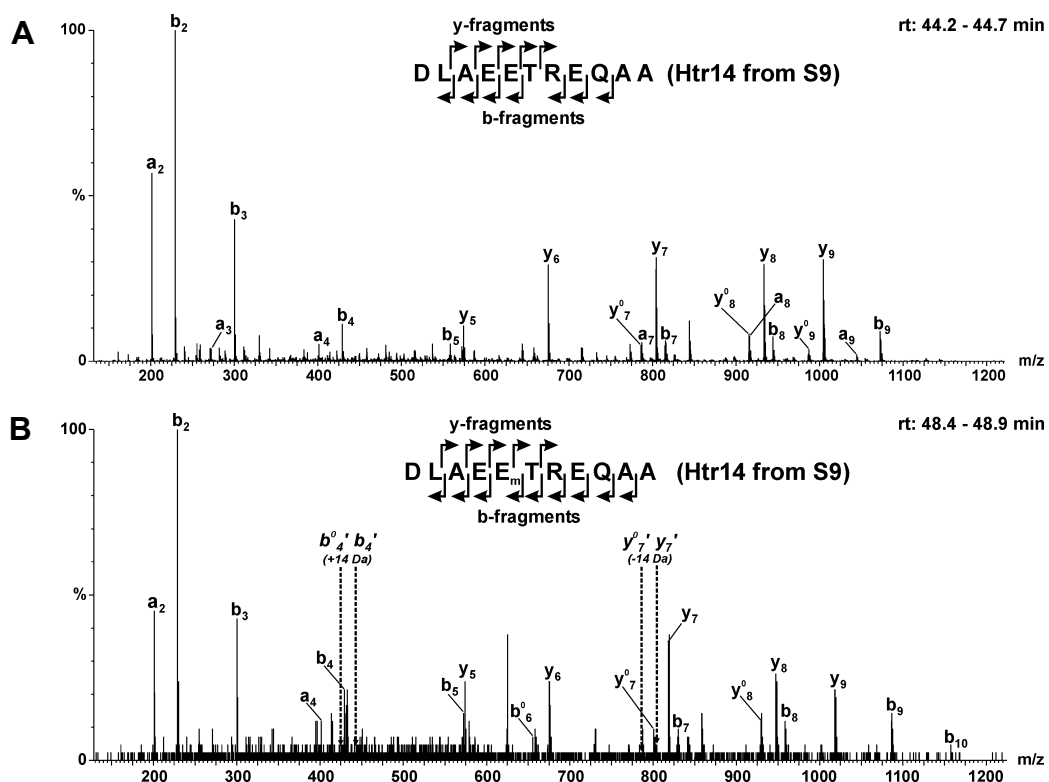 A
rt: 44.2 - 44.7 min
y-fragments
D L A E E T R E Q A A (Htr14 from S9)
b-fragments
100
%
0
b2
a2
b3
a3
a4
b4
b5
y5
y6
y⁰7
a7
y7
b7
y⁰8
a8
y8
b8
y⁰9
y9
a9
b9
200 300 400 500 600 700 800 900 1000 1100 1200 m/z
B
rt: 48.4 - 48.9 min
y-fragments
D L A E Em T R E Q A A (Htr14 from S9)
b-fragments
100
%
0
b⁰4' b4'
(+14 Da)
y⁰7' y7'
(-14 Da)
b2
a2
b3
a4
b4
b5
y5
b⁰6
y6
y⁰7
y7
b7
y⁰8
y8
b8
y9
b9
b10
200 300 400 500 600 700 800 900 1000 1100 1200 m/z